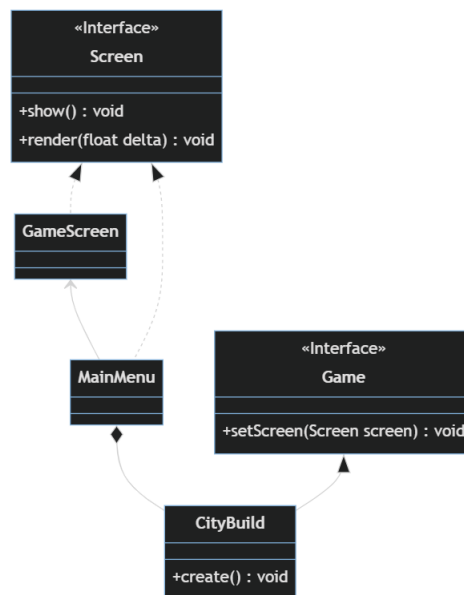 «Interface»
Screen
+show() : void
+render(float delta) : void
GameScreen
MainMenu
«Interface»
Game
+setScreen(Screen screen) : void
CityBuild
+create() : void